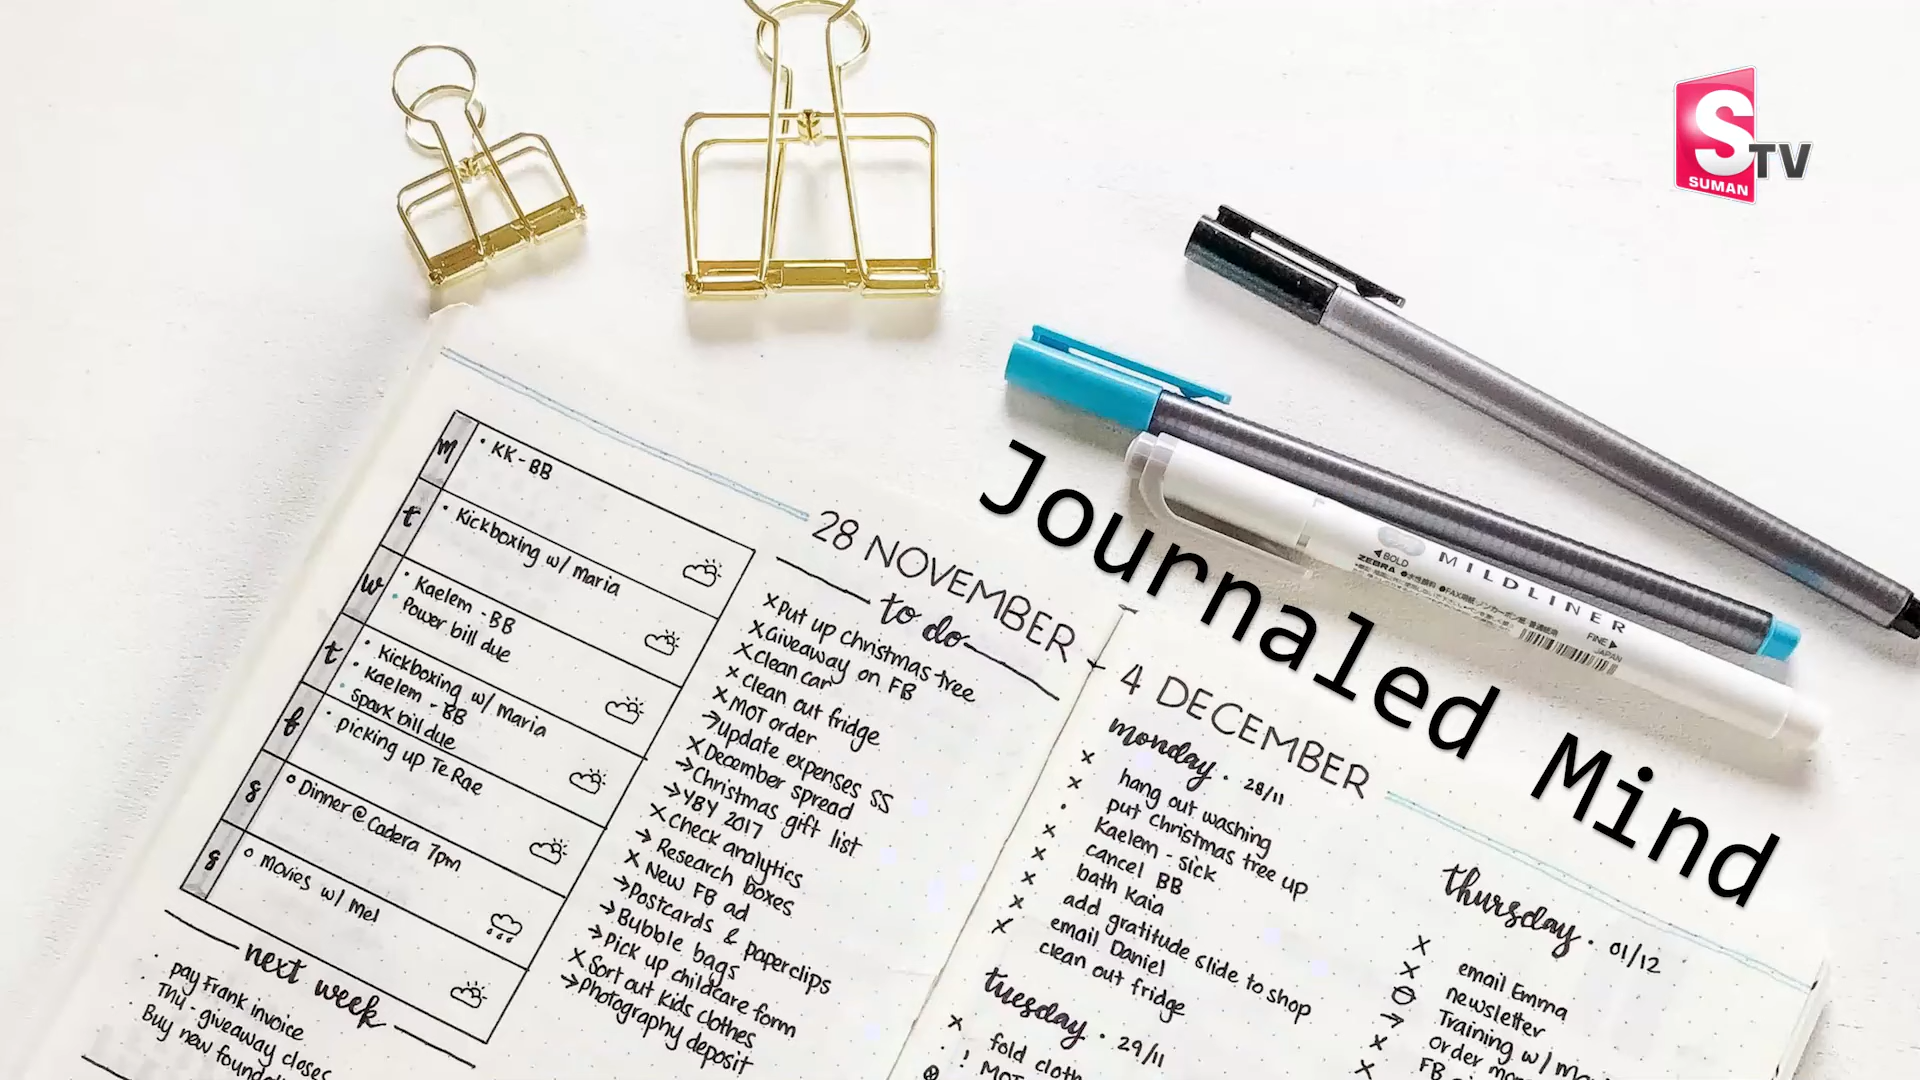 S
TV
SUMAN
Journaled Mind
BOLD
ZEBRA
MILDLINER
FINE
JAPAN
m
• KK - BB
t
• Kickboxing w/ maria
w
• Kaelem - BB
• Power bill due
t
• Kickboxing w/ maria
• Kaelem - BB
• spark bill due
f
• picking up Te Rae
s
Dinner @ Cadera 7pm
s
movies w/ mel
next week
• pay Frank invoice
• Thu - giveaway closes
• Buy new
28 NOVEMBER
to do
X Put up christmas tree
X Giveaway on FB
X Clean car
X Clean out fridge
X MOT order
→ update expenses SS
X December spread
→ Christmas gift list
→ YBY 2017
X Check analytics
→ Research boxes
X New FB ad
→ Postcards & paperclips
→ Bubble bags
→ Pick up childcare form
X Sort out kids clothes
→ Photography deposit
4 DECEMBER
monday • 28/11
X hang out washing
X put christmas tree up
• Kaelem - sick
X cancel BB
X bath Kaia
X add gratitude slide to shop
X email Daniel
X clean out fridge
tuesday • 29/11
X fold
! MOT
thursday • 01/12
X email Emma
X newsletter
Training w/
→ order
X FB